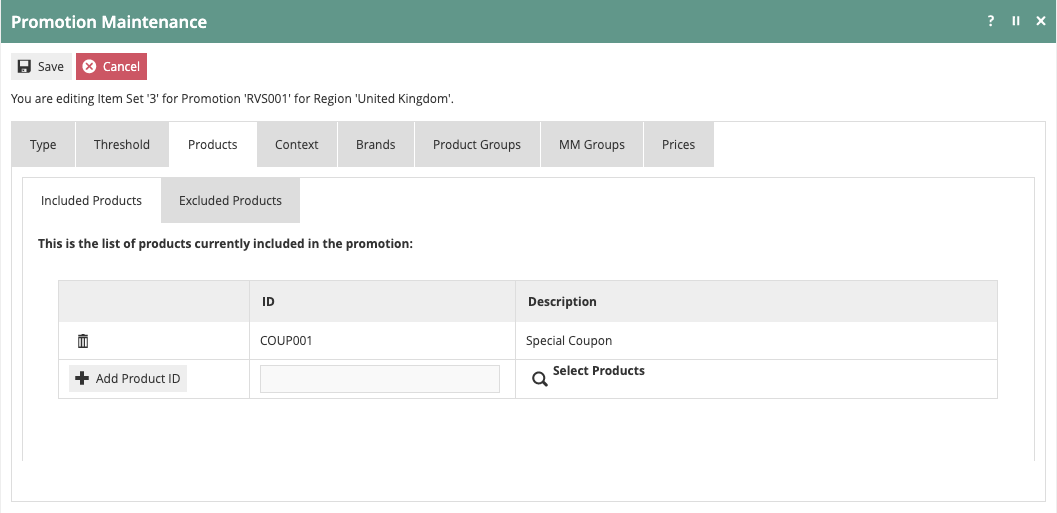 Promotion Maintenance
?
Save Cancel
You are editing Item Set '3' for Promotion 'RVS001' for Region 'United Kingdom'.
Type Threshold Products Context Brands Product Groups MM Groups Prices
Included Products Excluded Products
This is the list of products currently included in the promotion:
ID Description
COUP001 Special Coupon
Add Product ID Select Products